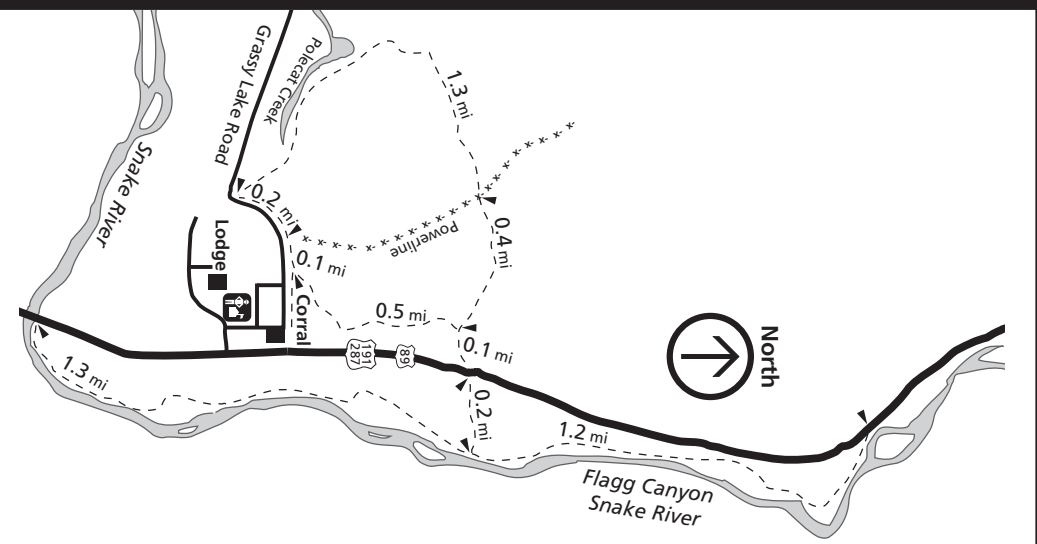 Grassy Lake Road
Polecat Creek
1.3 mi
Snake River
0.2 mi
Powerline
0.4 mi
Lodge
0.1 mi
Corral
0.5 mi
0.1 mi
191
287
89
North
1.3 mi
0.2 mi
1.2 mi
Flagg Canyon
Snake River